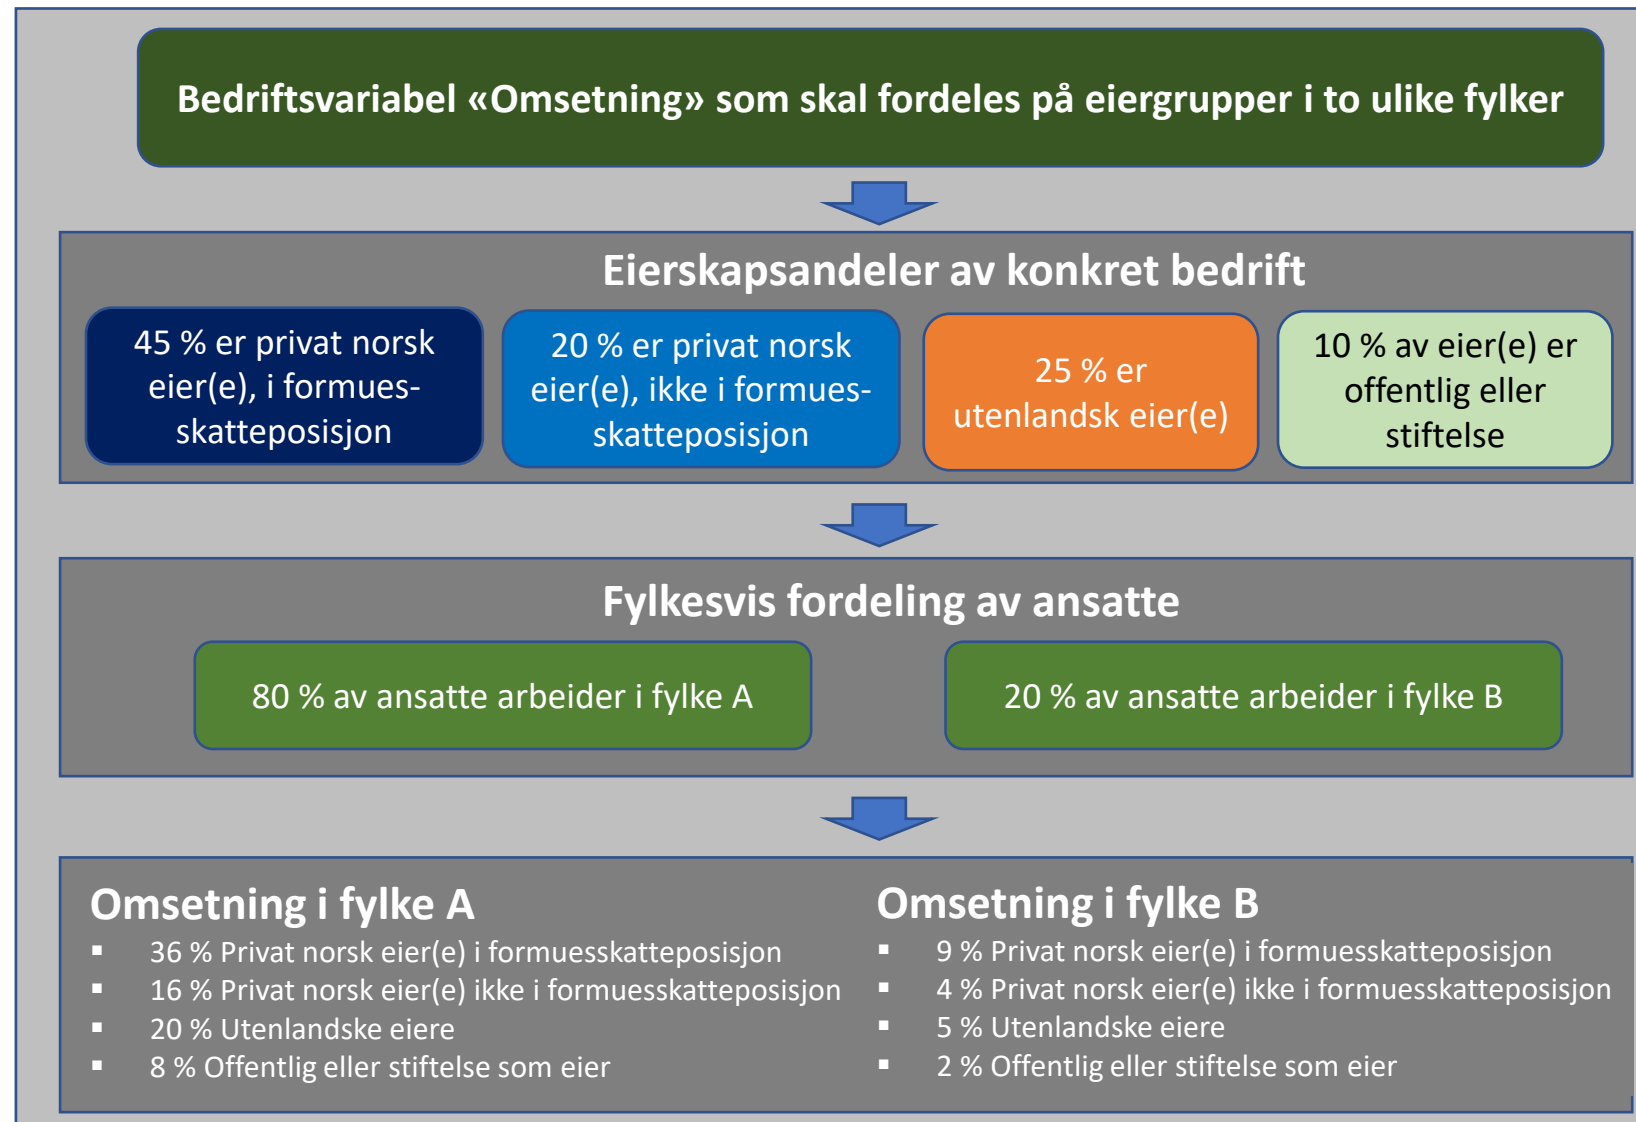 Bedriftsvariabel «Omsetning» som skal fordeles på eiergrupper i to ulike fylker
Eierskapsandeler av konkret bedrift
45 % er privat norsk
eier(e), i formues-
skatteposisjon
20 % er privat norsk
eier(e), ikke i formues-
skatteposisjon
25 % er
utenlandsk eier(e)
10 % av eier(e) er
offentlig eller
stiftelse
Fylkesvis fordeling av ansatte
80 % av ansatte arbeider i fylke A
20 % av ansatte arbeider i fylke B
Omsetning i fylke A
▪ 36 % Privat norsk eier(e) i formuesskatteposisjon
▪ 16 % Privat norsk eier(e) ikke i formuesskatteposisjon
▪ 20 % Utenlandske eiere
▪ 8 % Offentlig eller stiftelse som eier
Omsetning i fylke B
▪ 9 % Privat norsk eier(e) i formuesskatteposisjon
▪ 4 % Privat norsk eier(e) ikke i formuesskatteposisjon
▪ 5 % Utenlandske eiere
▪ 2 % Offentlig eller stiftelse som eier